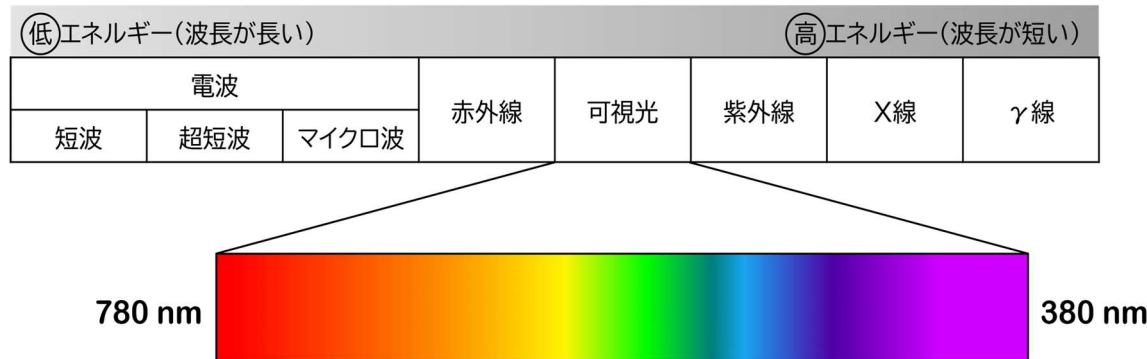 低エネルギー(波長が長い) 高エネルギー(波長が短い)
電波
短波 超短波 マイクロ波 赤外線 可視光 紫外線 X線 γ線
780 nm 380 nm